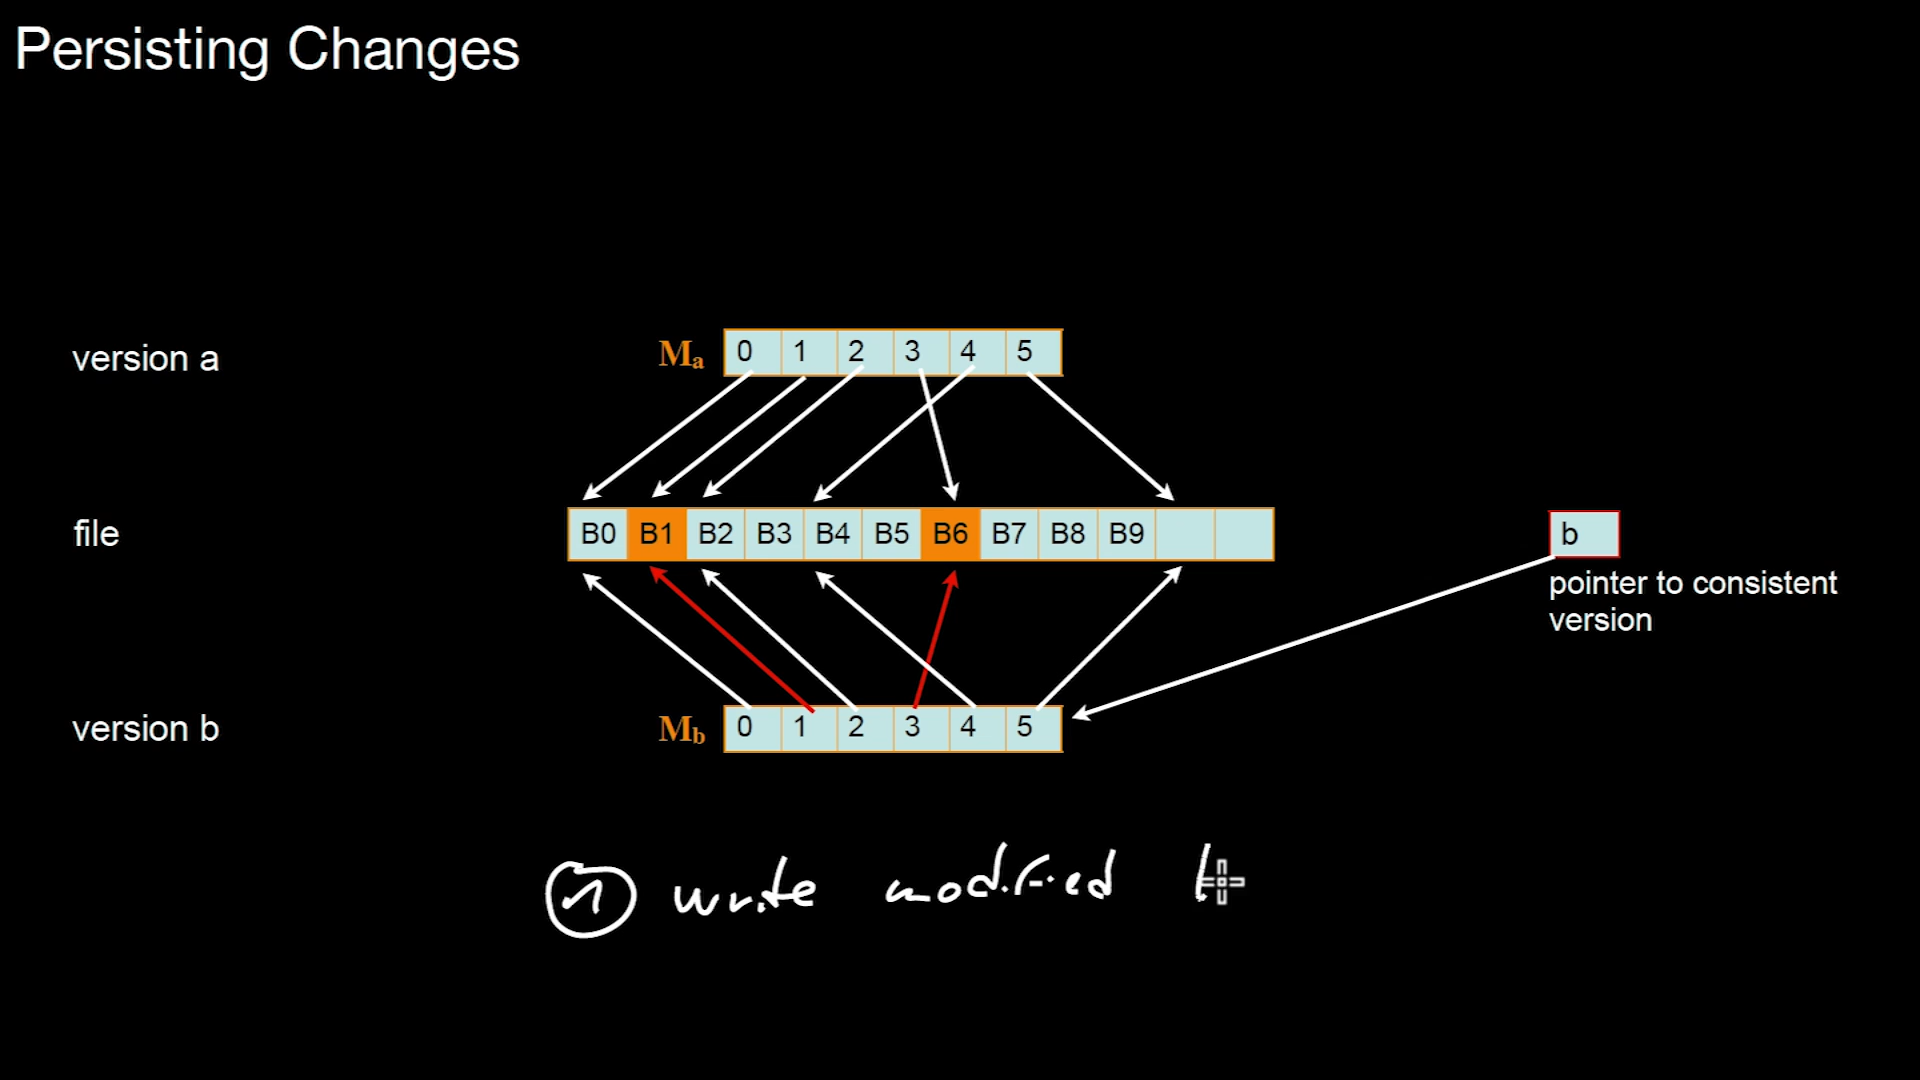 Persisting Changes
version a
Ma 0 1 2 3 4 5
file
B0 B1 B2 B3 B4 B5 B6 B7 B8 B9
b
pointer to consistent
version
version b
Mb 0 1 2 3 4 5
1 write modified